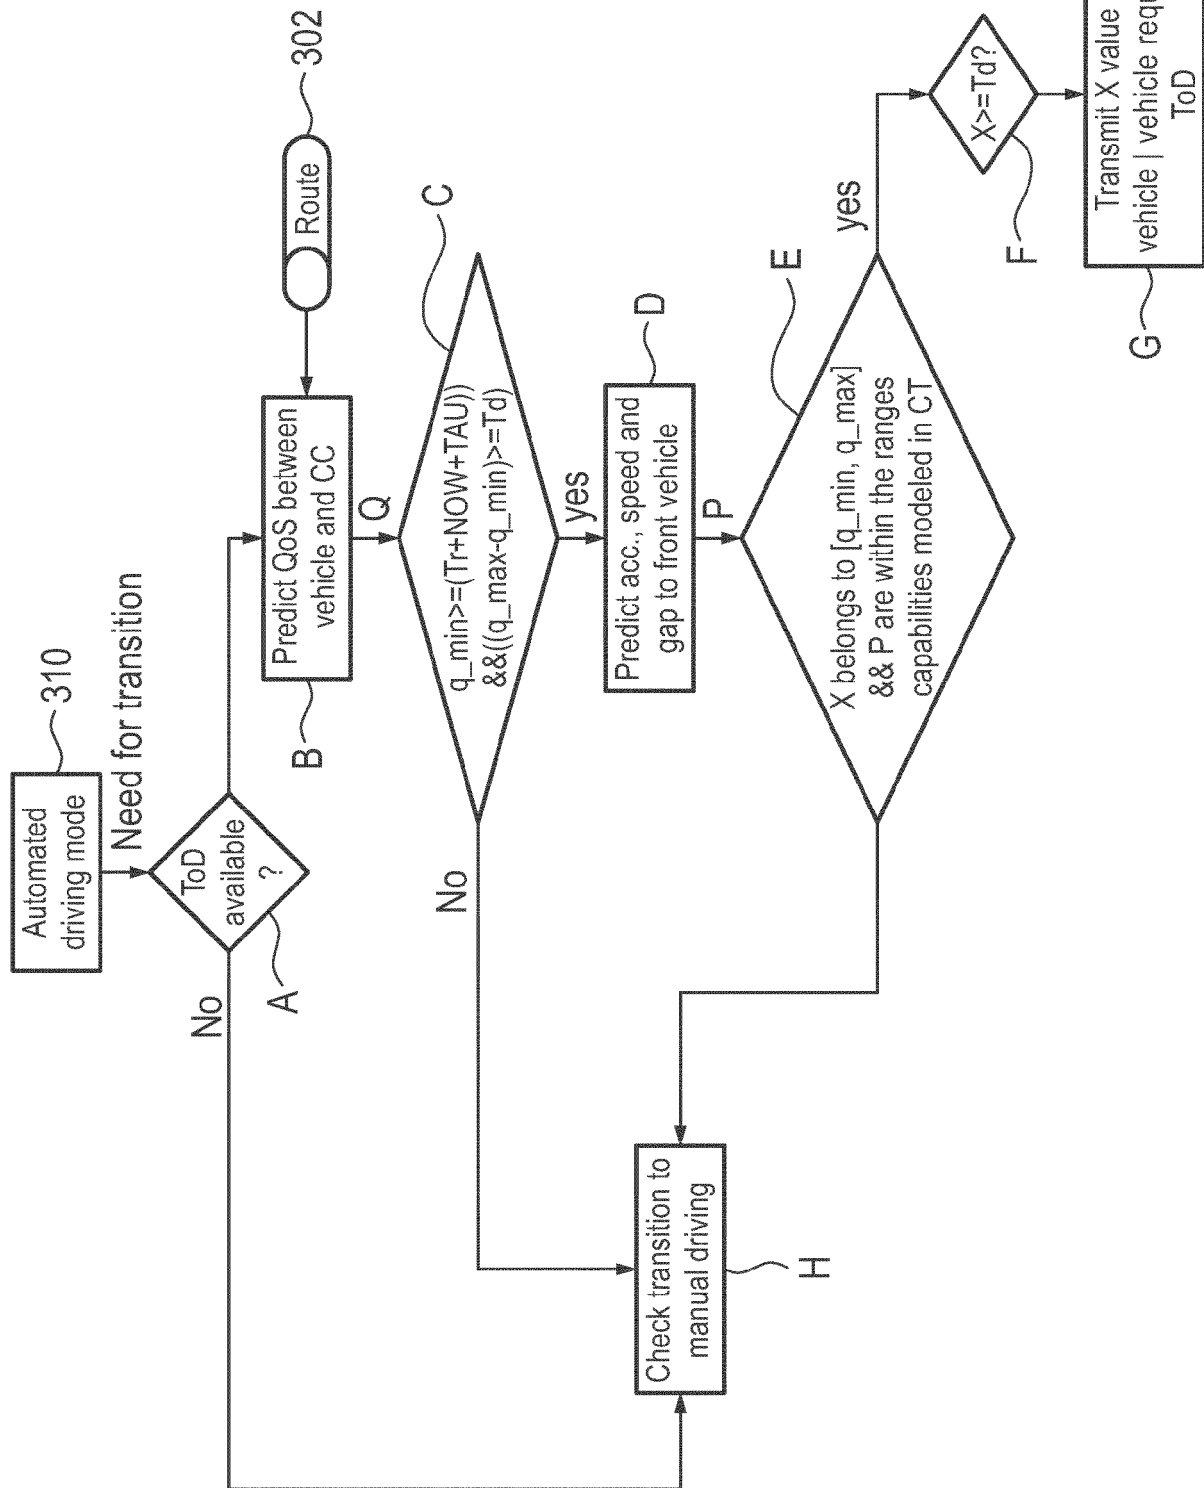 Automated
driving mode
310
Need for transition
ToD
available
?
A
No
Route
302
Predict QoS between
vehicle and CC
B
Q
q_min>=(Tr+NOW+TAU))
&&((q_max-q_min)>=Td)
C
No
yes
Predict acc., speed and
gap to front vehicle
D
P
X belongs to [q_min, q_max]
&& P are within the ranges
capabilities modeled in CT
E
yes
X>=Td?
F
Transmit X value
vehicle | vehicle
ToD
G
Check transition to
manual driving
H